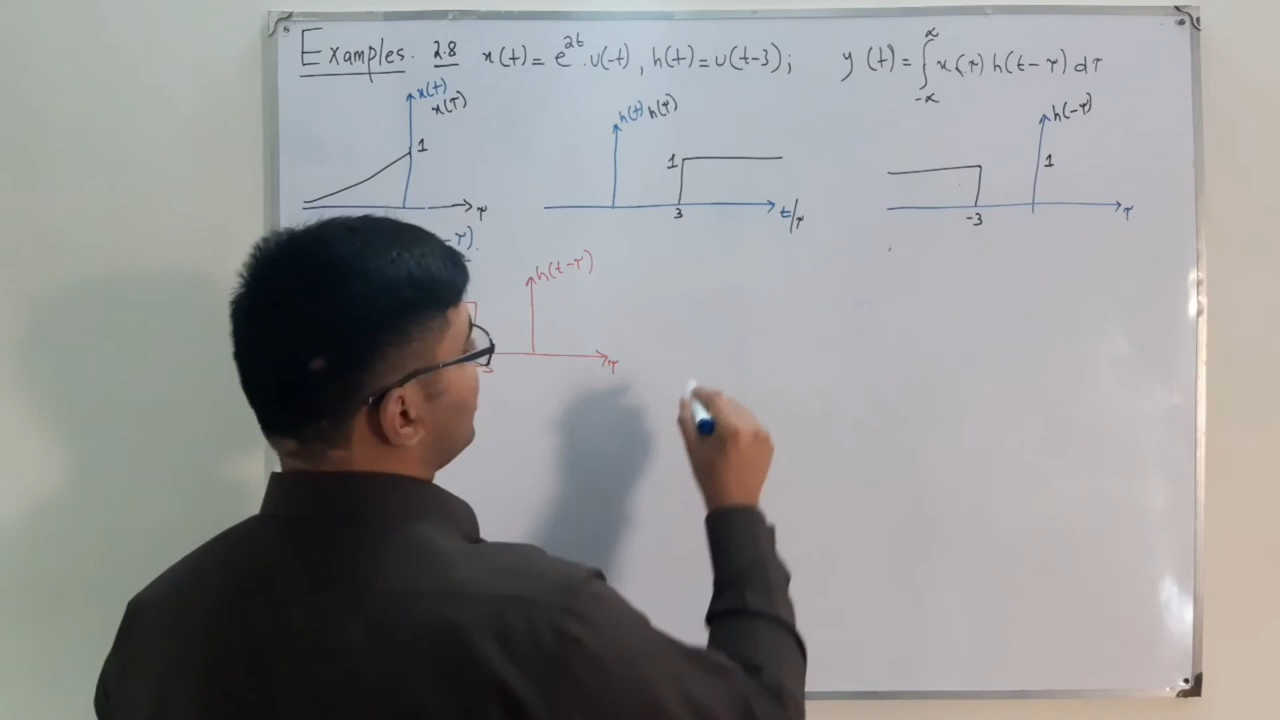 Examples. 2.8 x(t) = e^2t . u(-t) , h(t) = u(t-3) ; y(t) = ∫_-∝^∝ x(τ) h(t-τ) dτ
x(t) h(t) h(τ) h(-τ)
x(τ)
1 1 1
τ 3 t/τ -3 τ
-τ).
h(t-τ)
τ